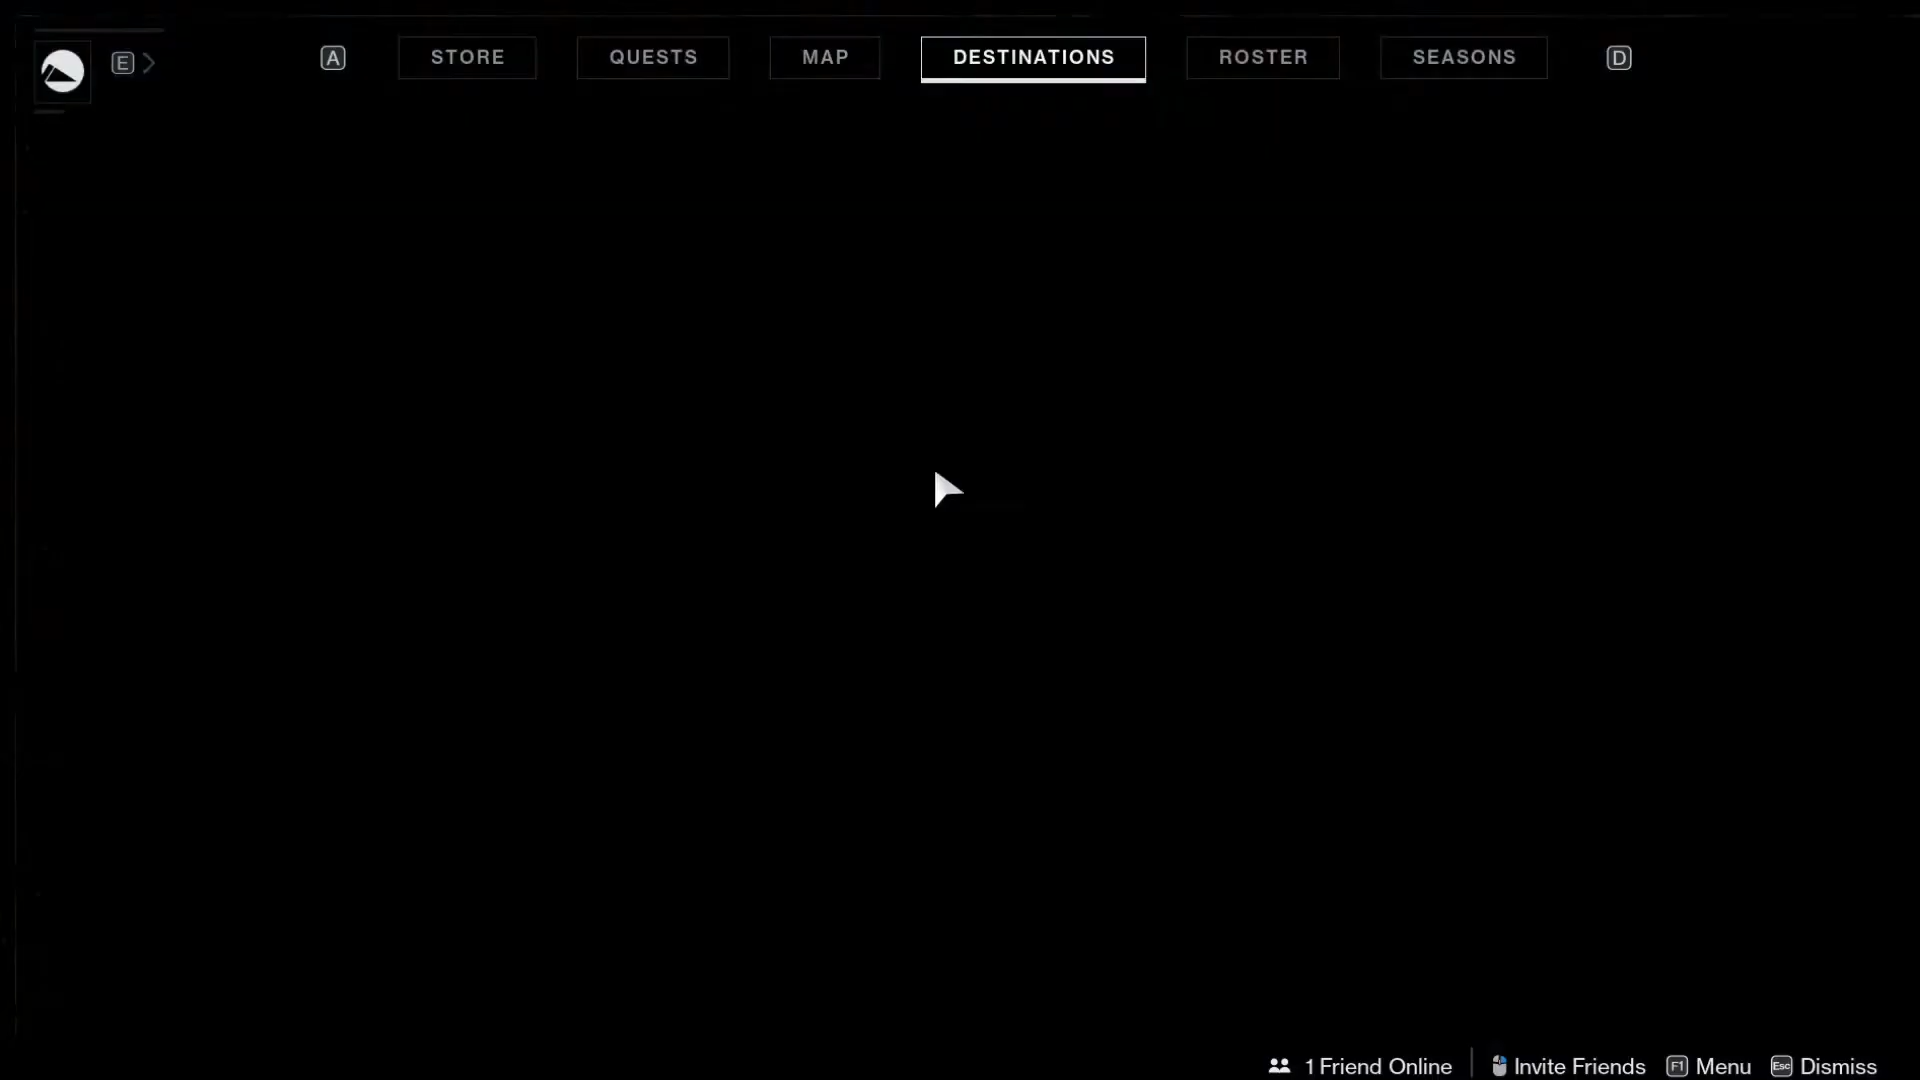 E
A
STORE
QUESTS
MAP
DESTINATIONS
ROSTER
SEASONS
D
1 Friend Online
Invite Friends
F1 Menu
Esc Dismiss